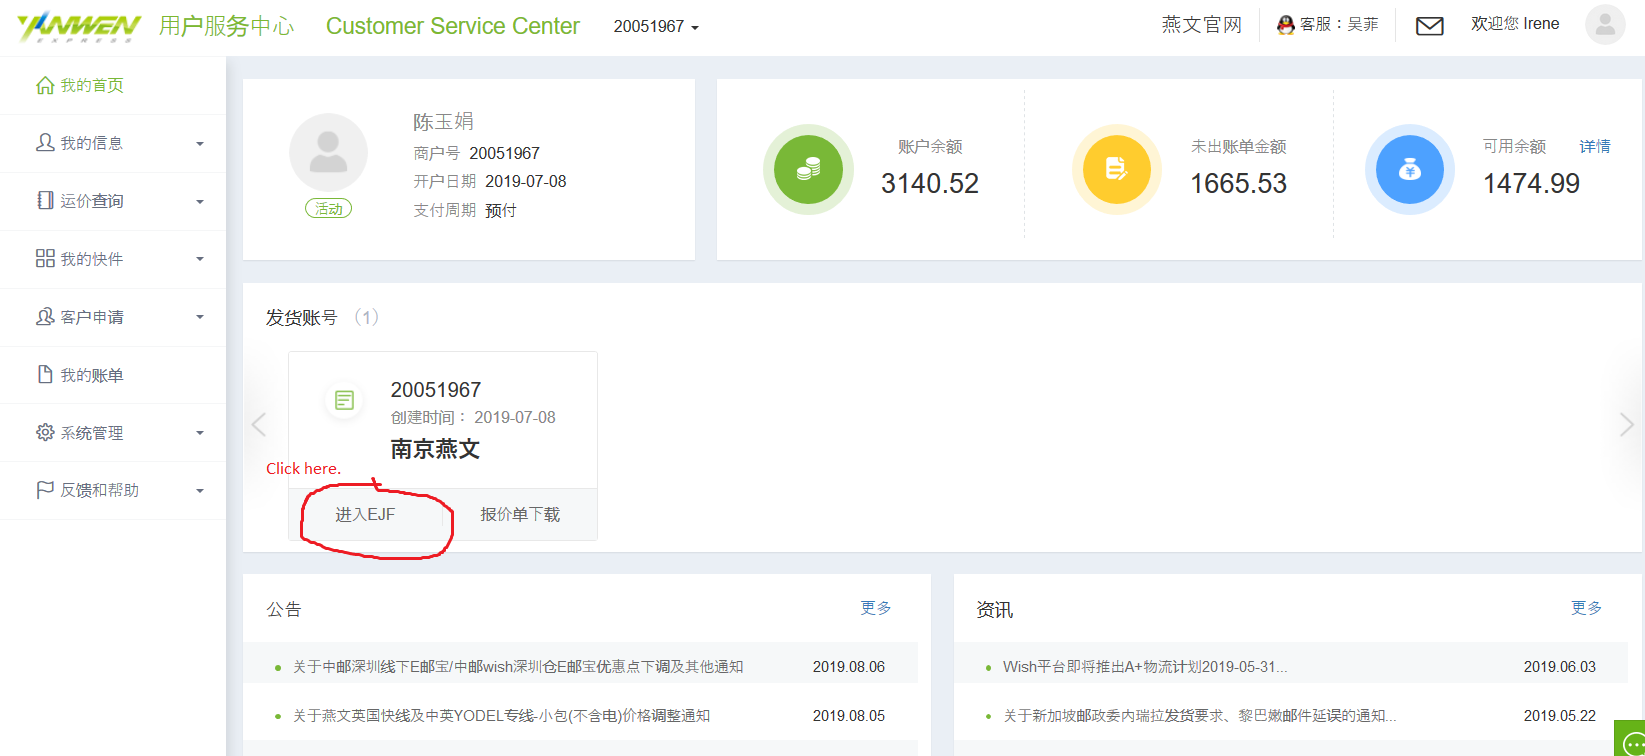 YANWEN
EXPRESS
用户服务中心
Customer Service Center
20051967
燕文官网
客服：吴菲
欢迎您 Irene
我的首页
我的信息
运价查询
我的快件
客户申请
我的账单
系统管理
反馈和帮助
陈玉娟
商户号 20051967
开户日期 2019-07-08
支付周期 预付
活动
账户余额
3140.52
未出账单金额
1665.53
可用余额 详情
1474.99
发货账号 （1）
20051967
创建时间： 2019-07-08
南京燕文
Click here.
进入EJF
报价单下载
公告 更多
关于中邮深圳线下E邮宝/中邮wish深圳仓E邮宝优惠点下调及其他通知 2019.08.06
关于燕文英国快线及中英YODEL专线-小包(不含电)价格调整通知 2019.08.05
资讯 更多
Wish平台即将推出A+物流计划2019-05-31... 2019.06.03
关于新加坡邮政委内瑞拉发货要求、黎巴嫩邮件延误的通知... 2019.05.22